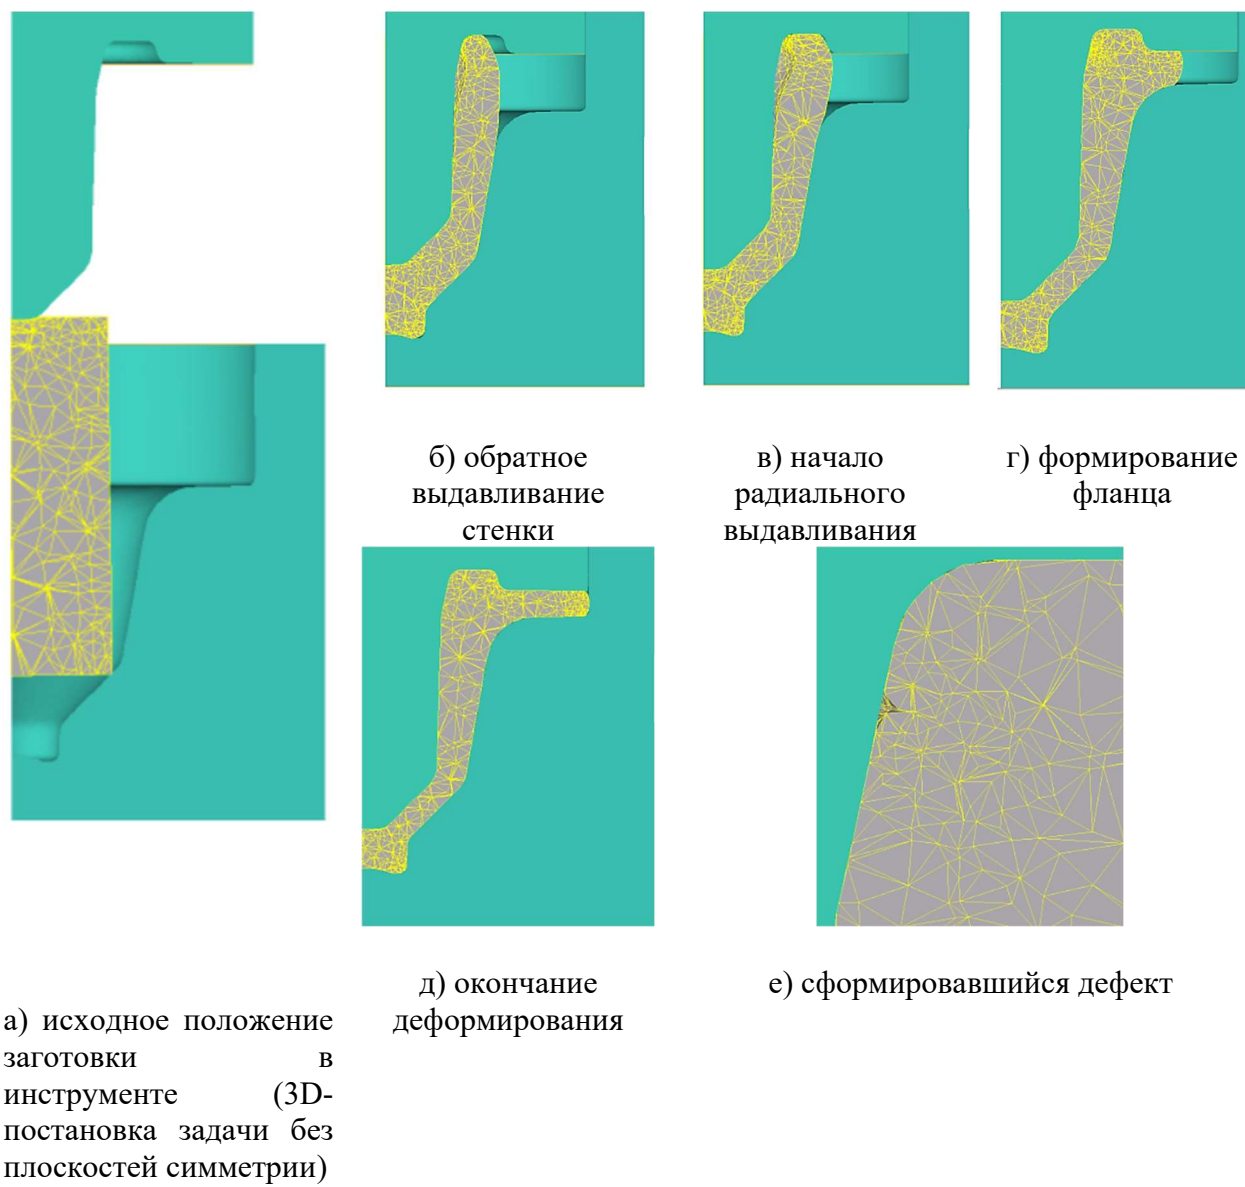 б) обратное
выдавливание
стенки
в) начало
радиального
выдавливания
г) формирование
фланца
а) исходное положение
заготовки в
инструменте (3D-
постановка задачи без
плоскостей симметрии)
д) окончание
деформирования
е) сформировавшийся дефект